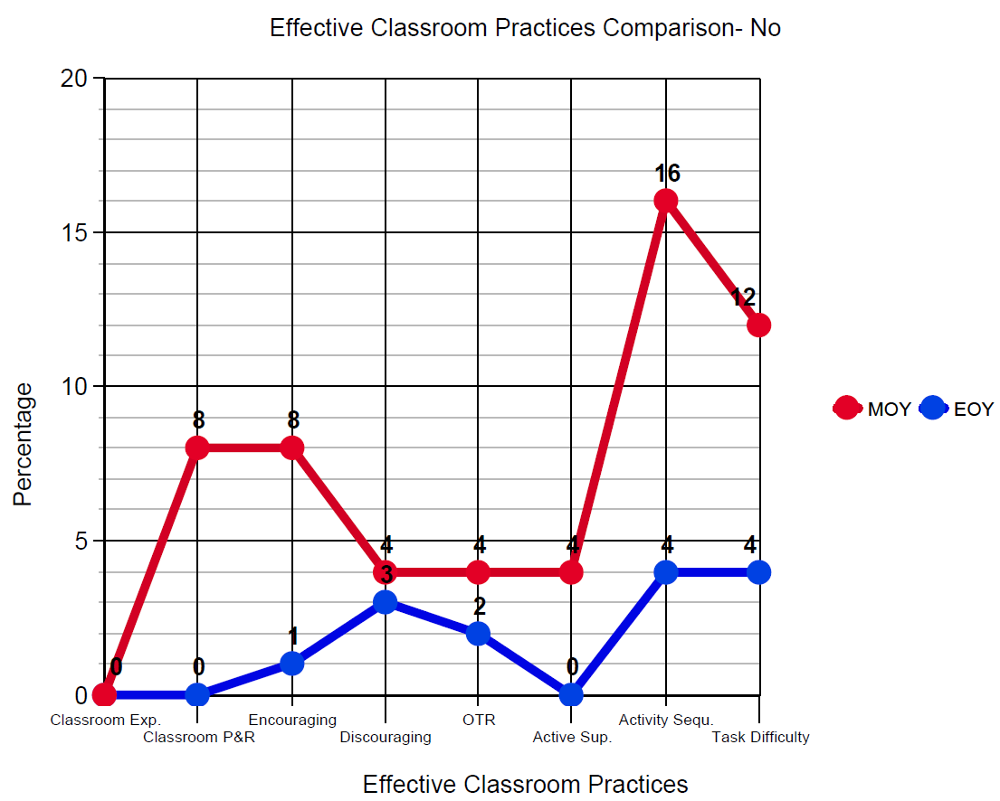 Effective Classroom Practices Comparison- No
20
16
15
12
10
8 8
5
4 4 4 4 4
3
2
1
0 0 0
0
Classroom Exp. Encouraging OTR Activity Sequ.
Classroom P&R Discouraging Active Sup. Task Difficulty
Percentage
MOY EOY
Effective Classroom Practices